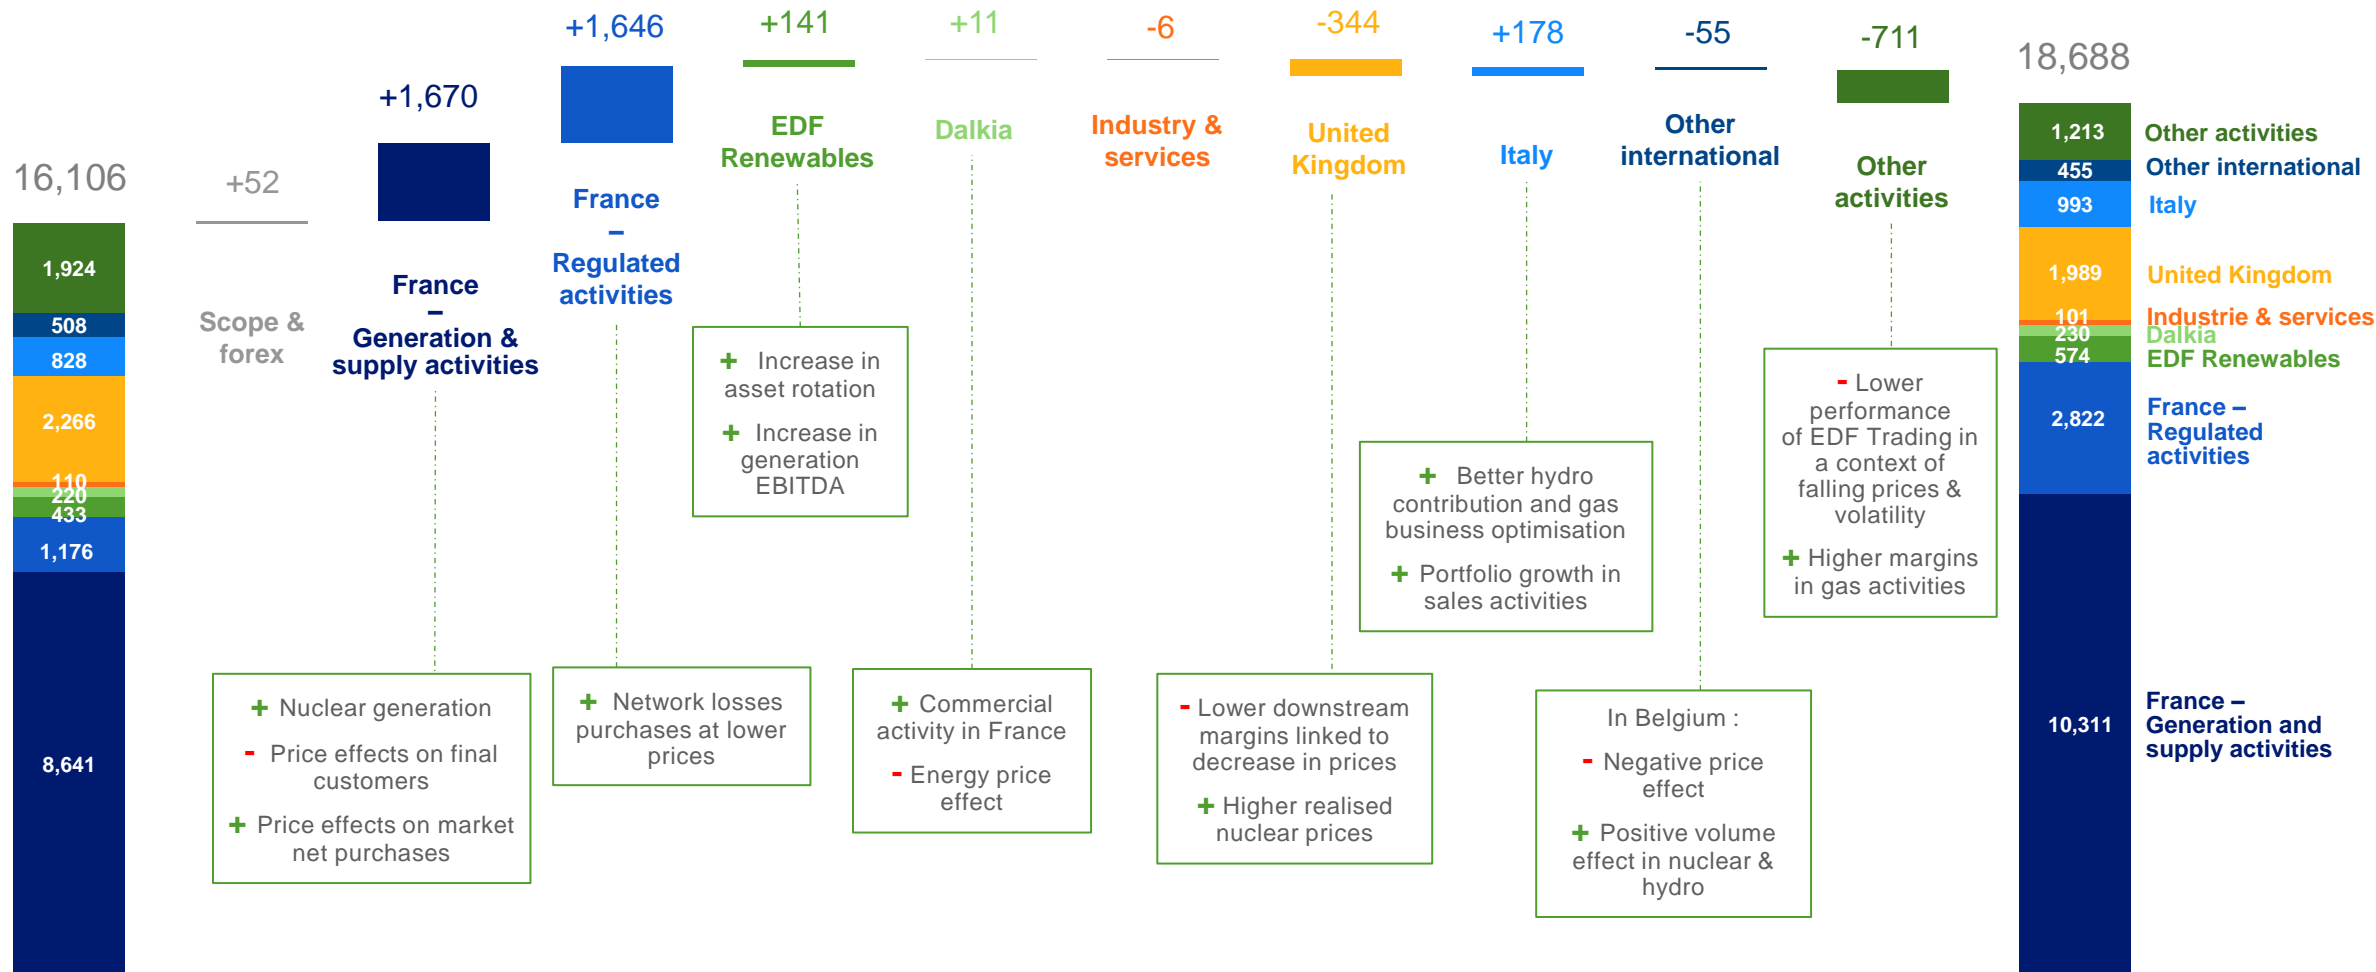 16,106
1,924
508
828
2,266
110
220
433
1,176
8,641
+52
Scope &
forex
+1,670
France
–
Generation &
supply activities
+ Nuclear generation
- Price effects on final
customers
+ Price effects on market
net purchases
+1,646
France
–
Regulated
activities
+ Network losses
purchases at lower
prices
+141
EDF
Renewables
+ Increase in
asset rotation
+ Increase in
generation
EBITDA
+11
Dalkia
+ Commercial
activity in France
- Energy price
effect
-6
Industry &
services
-344
United
Kingdom
- Lower downstream
margins linked to
decrease in prices
+ Higher realised
nuclear prices
+178
Italy
+ Better hydro
contribution and gas
business optimisation
+ Portfolio growth in
sales activities
-55
Other
international
In Belgium :
- Negative price
effect
+ Positive volume
effect in nuclear &
hydro
-711
Other
activities
- Lower
performance
of EDF Trading in
a context of
falling prices &
volatility
+ Higher margins
in gas activities
18,688
1,213 Other activities
455 Other international
993 Italy
1,989 United Kingdom
101 Industrie & services
230 Dalkia
574 EDF Renewables
2,822
France –
Regulated
activities
10,311
France –
Generation and
supply activities